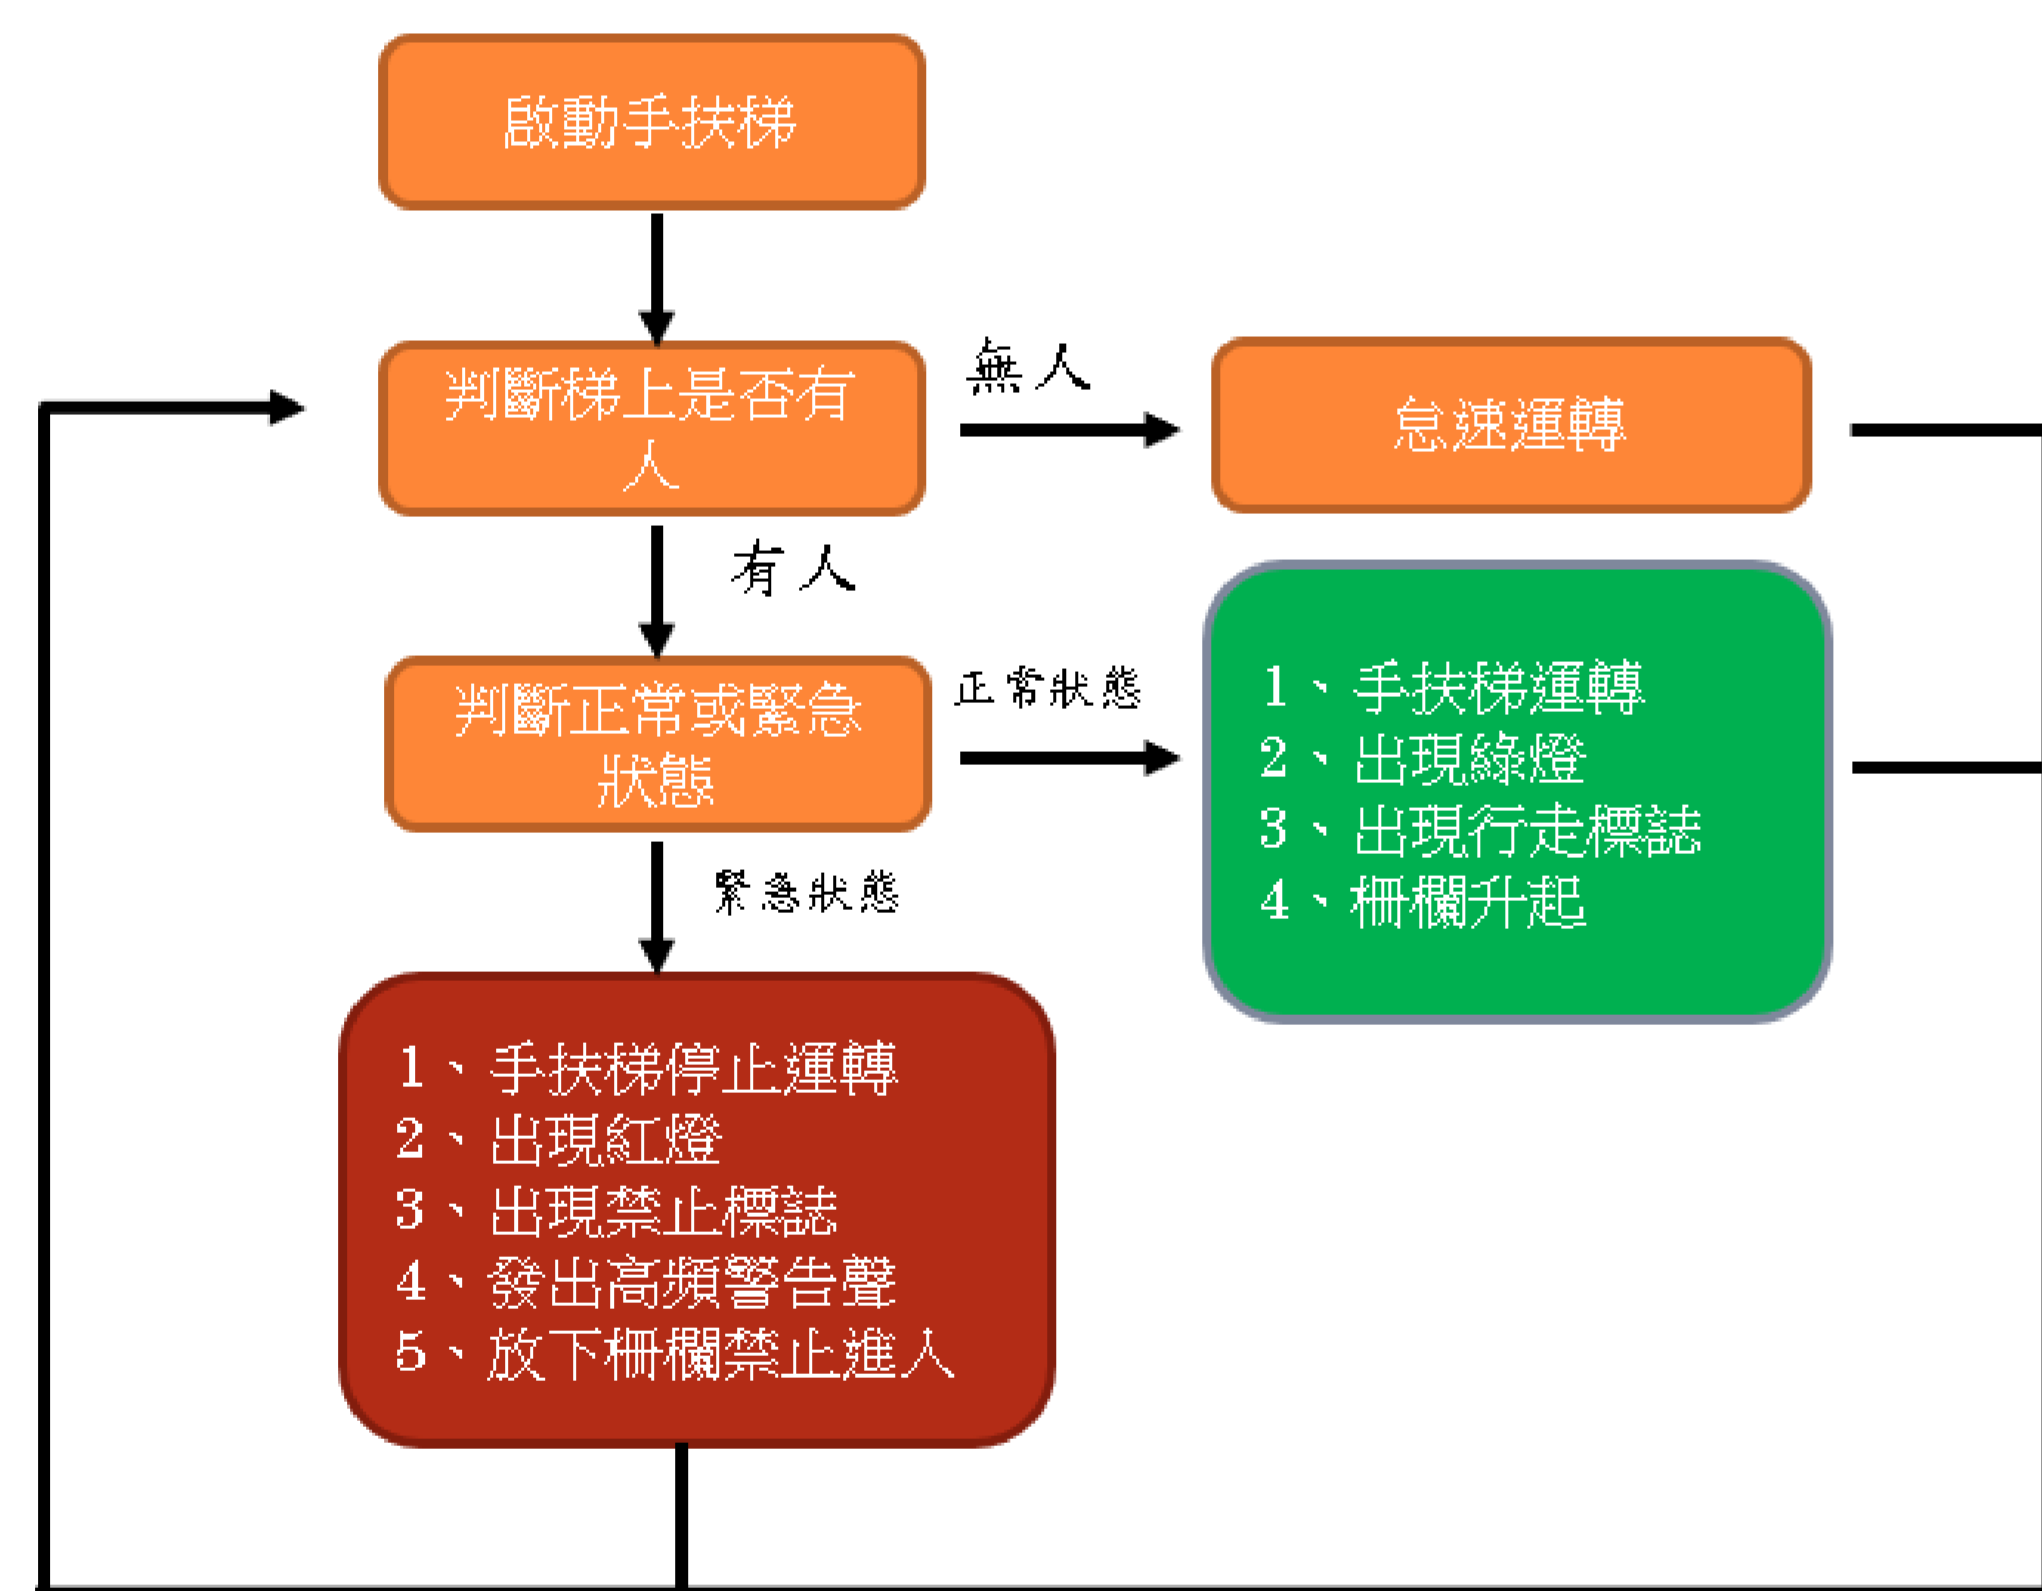 啟動手扶梯
判斷梯上是否有
人
無人
怠速運轉
有人
判斷正常或緊急
狀態
正常狀態
1、手扶梯運轉
2、出現綠燈
3、出現行走標誌
4、柵欄升起
緊急狀態
1、手扶梯停止運轉
2、出現紅燈
3、出現禁止標誌
4、發出高頻警告聲
5、放下柵欄禁止進人